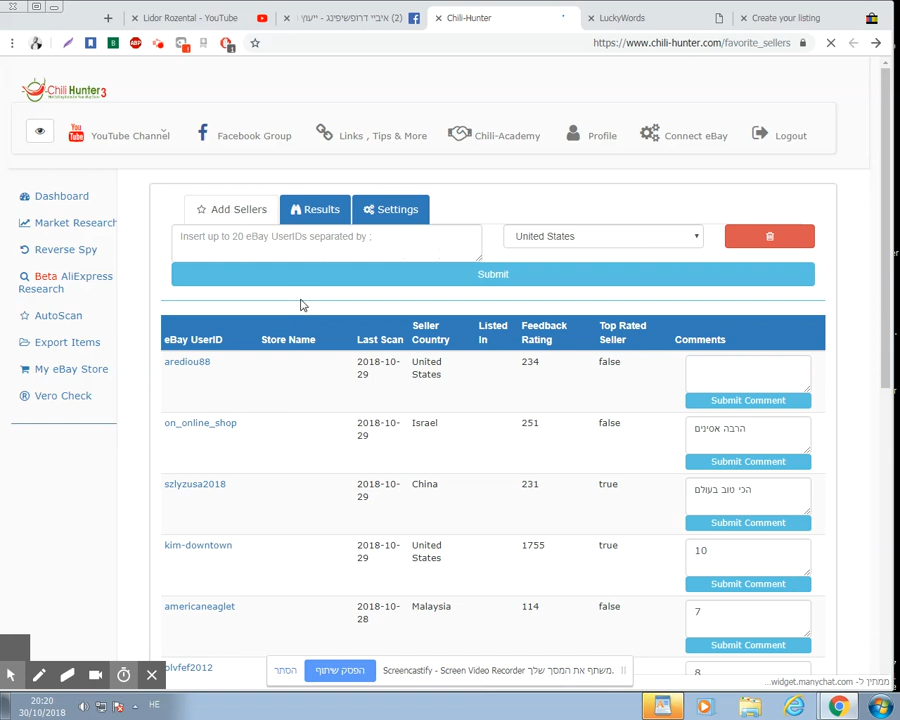 Lidor Rozental - YouTube
(2) איביי דרופשיפינג - ייעוץ
Chili-Hunter
LuckyWords
Create your listing
https://www.chili-hunter.com/favorite_sellers
Chili Hunter 3
YouTube Channel
Facebook Group
Links , Tips & More
Chili-Academy
Profile
Connect eBay
Logout
Dashboard
Market Research
Reverse Spy
Beta AliExpress
Research
AutoScan
Export Items
My eBay Store
Vero Check
Add Sellers
Results
Settings
Insert up to 20 eBay UserIDs separated by ;
United States
Submit
eBay UserID Store Name Last Scan Seller Country Listed In Feedback Rating Top Rated Seller Comments
arediou88 2018-10-29 United States 234 false
Submit Comment
on_online_shop 2018-10-29 Israel 251 false הרבה אסינים
Submit Comment
szlyzusa2018 2018-10-29 China 231 true הכי טוב בעולם
Submit Comment
kim-downtown 2018-10-29 United States 1755 true 10
Submit Comment
americaneaglet 2018-10-28 Malaysia 114 false 7
Submit Comment
olvfef2012 8
Screencastify - Screen Video Recorder משתף את המסך שלך.
הפסק שיתוף
הסתר
ממתין ל- widget.manychat.com...
20:20
30/10/2018
HE